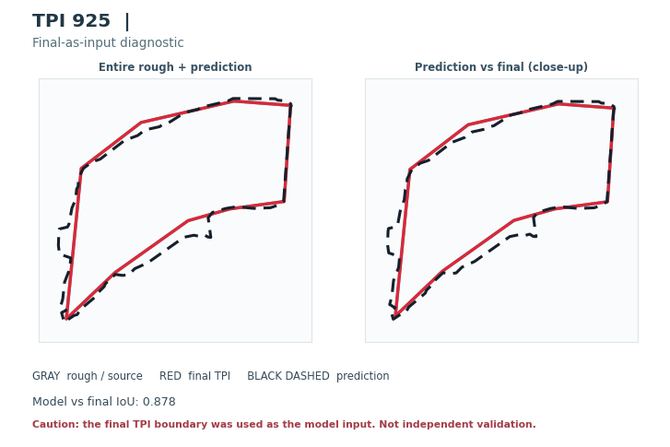 TPI 925 |
Final-as-input diagnostic
Entire rough + prediction
Prediction vs final (close-up)
GRAY rough / source RED final TPI BLACK DASHED prediction
Model vs final IoU: 0.878
Caution: the final TPI boundary was used as the model input. Not independent validation.